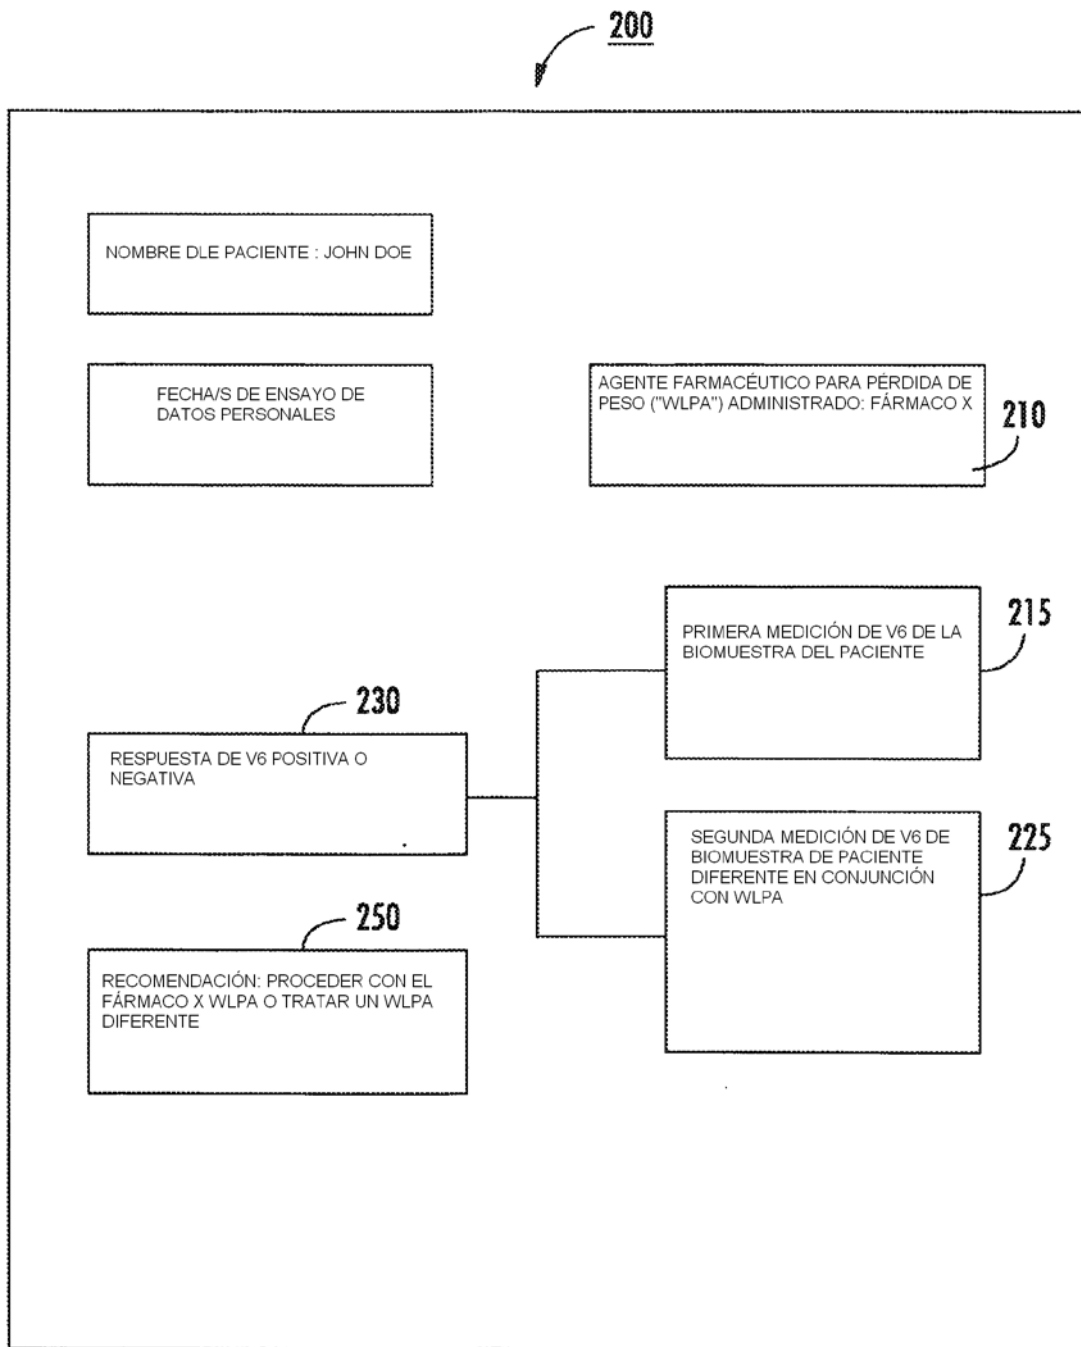 200
NOMBRE DLE PACIENTE : JOHN DOE
FECHA/S DE ENSAYO DE
DATOS PERSONALES
AGENTE FARMACÉUTICO PARA PÉRDIDA DE
PESO ("WLPA") ADMINISTRADO: FÁRMACO X
210
PRIMERA MEDICIÓN DE V6 DE LA
BIOMUESTRA DEL PACIENTE
215
230
RESPUESTA DE V6 POSITIVA O
NEGATIVA
SEGUNDA MEDICIÓN DE V6 DE
BIOMUESTRA DE PACIENTE
DIFERENTE EN CONJUNCIÓN
CON WLPA
225
250
RECOMENDACIÓN: PROCEDER CON EL
FÁRMACO X WLPA O TRATAR UN WLPA
DIFERENTE